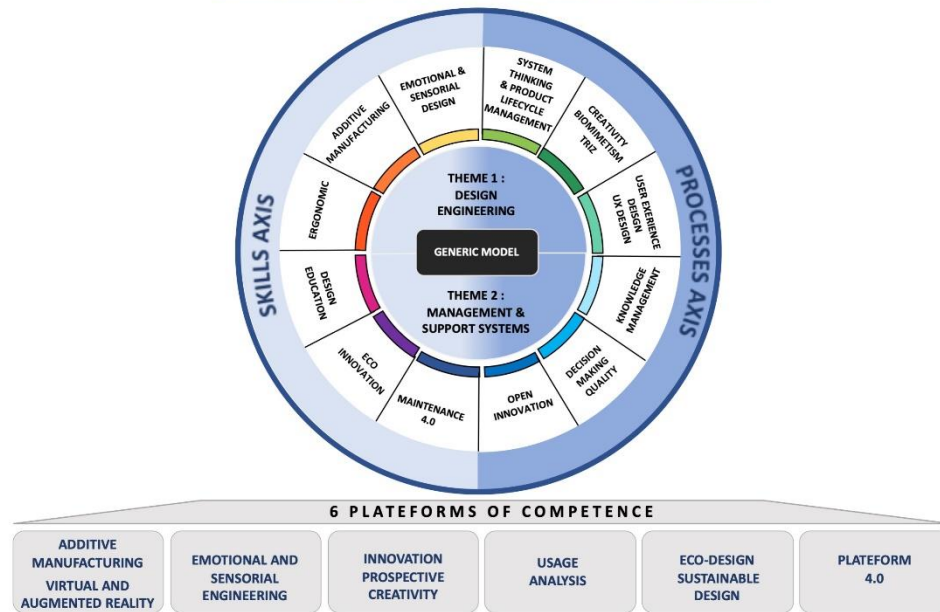 SKILLS AXIS
PROCESSES AXIS
EMOTIONAL &
SENSORIAL
DESIGN
SYSTEM
THINKING
& PRODUCT
LIFECYCLE
MANAGEMENT
CREATIVITY
BIOMIMETISM
TRIZ
USER EXERIENCE
DEISGN
UX DESIGN
KNOWLEDGE
MANAGEMENT
DECISION
MAKING
QUALITY
OPEN
INNOVATION
MAINTENANCE
4.0
ECO
INNOVATION
DESIGN
EDUCATION
ERGONOMIC
ADDITIVE
MANUFACTURING
THEME 1 :
DESIGN
ENGINEERING
GENERIC MODEL
THEME 2 :
MANAGEMENT &
SUPPORT SYSTEMS
6 PLATEFORMS OF COMPETENCE
ADDITIVE
MANUFACTURING
VIRTUAL AND
AUGMENTED REALITY
EMOTIONAL AND
SENSORIAL
ENGINEERING
INNOVATION
PROSPECTIVE
CREATIVITY
USAGE
ANALYSIS
ECO-DESIGN
SUSTAINABLE
DESIGN
PLATEFORM
4.0